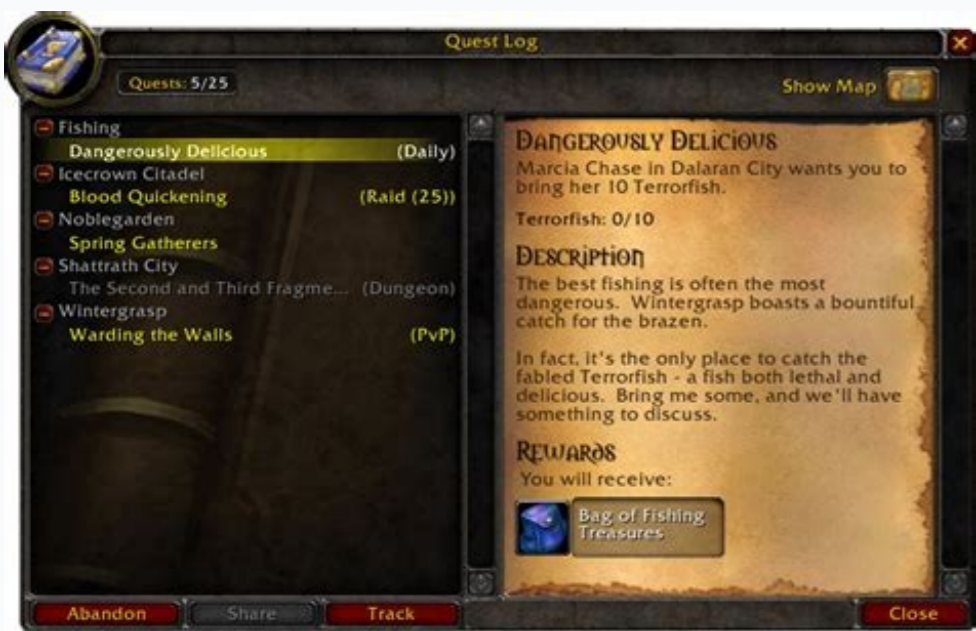 Quest Log
Quests: 5/25
Show Map
Fishing
Dangerously Delicious (Daily)
Icecrown Citadel
Blood Quickening (Raid (25))
Noblegarden
Spring Gatherers
Shattrath City
The Second and Third Fragme... (Dungeon)
Wintergrasp
Warding the Walls (PvP)
Dangerously Delicious
Marcia Chase in Dalaran City wants you to
bring her 10 Terrorfish.
Terrorfish: 0/10
Description
The best fishing is often the most
dangerous. Wintergrasp boasts a bountiful
catch for the brazen.
In fact, it's the only place to catch the
fabled Terrorfish - a fish both lethal and
delicious. Bring me some, and we'll have
something to discuss.
Rewards
You will receive:
Bag of Fishing
Treasures
Abandon
Share
Track
Close